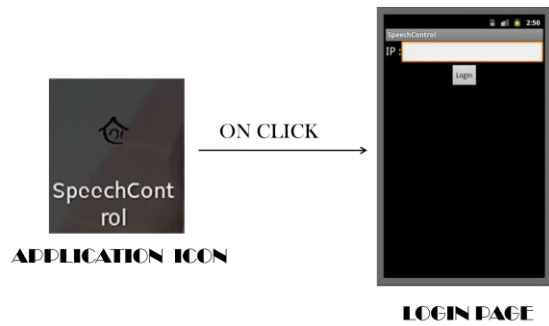 SpeechCont
rol
APPLICATION ICON
ON CLICK
2:50
SpeechControl
IP :
Login
LOGIN PAGE